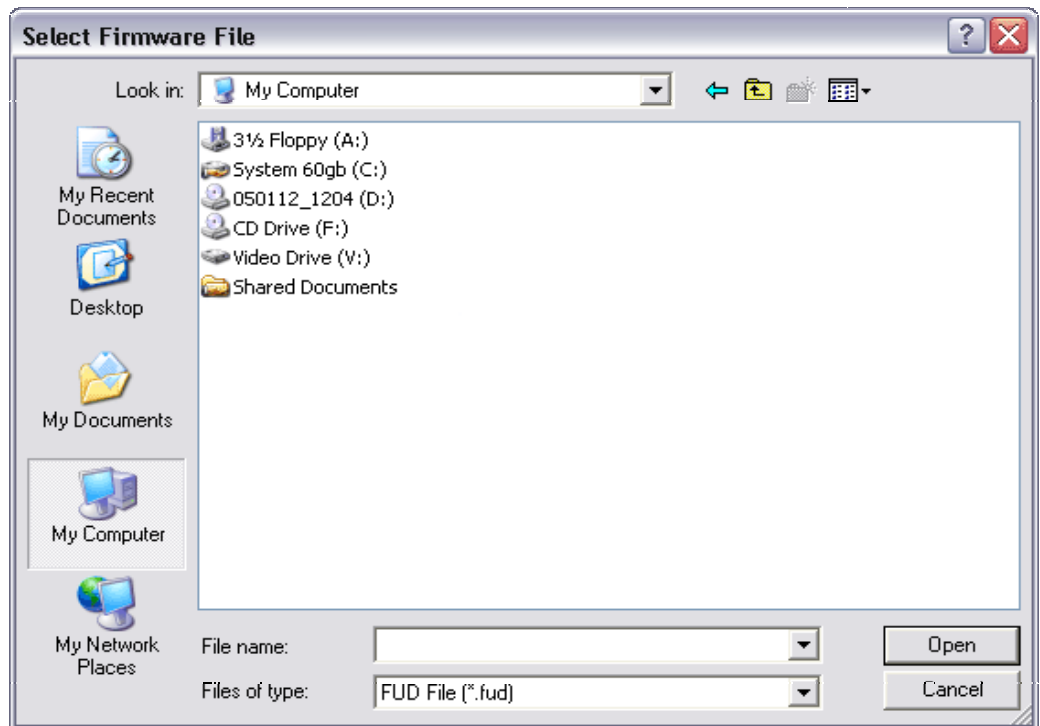 Select Firmware File
?
Look in:
My Computer
3½ Floppy (A:)
System 60gb (C:)
050112_1204 (D:)
CD Drive (F:)
Video Drive (V:)
Shared Documents
My Recent
Documents
Desktop
My Documents
My Computer
My Network
Places
File name:
Open
Files of type:
FUD File (*.fud)
Cancel